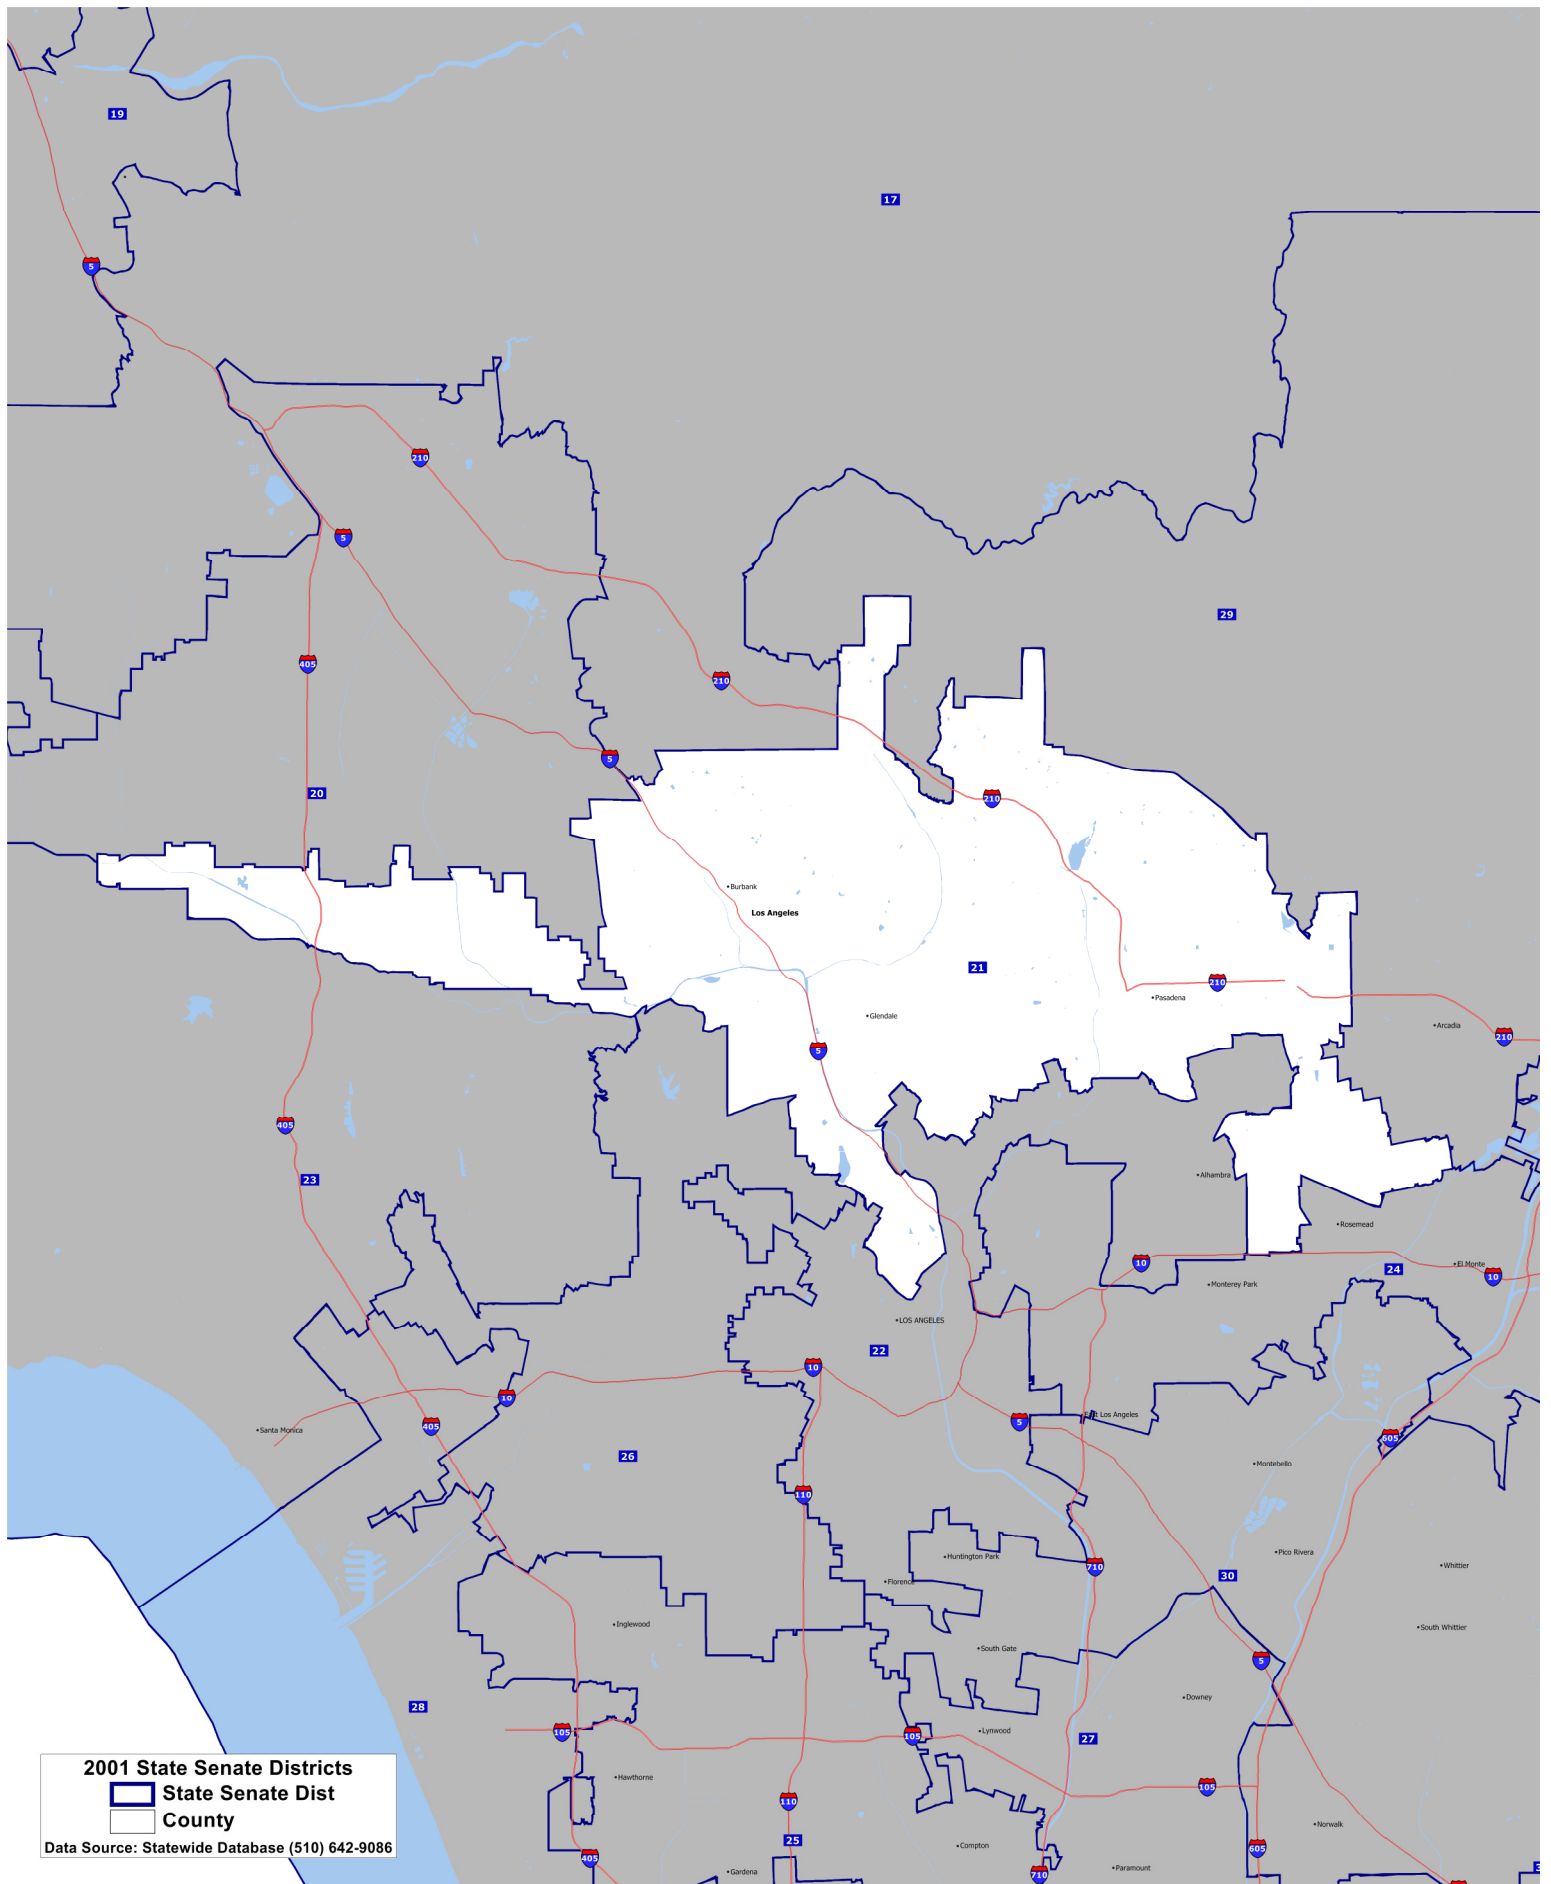 19
17
5
210
5
29
405
210
5
20
210
Burbank
Los Angeles
21
210
Pasadena
Glendale
Arcadia
210
5
405
23
Alhambra
Rosemead
10
24
El Monte
10
Monterey Park
LOS ANGELES
22
10
10
405
Santa Monica
5
East Los Angeles
605
26
Montebello
110
Huntington Park
Pico Rivera
710
Whittier
Florence
30
Inglewood
South Whittier
South Gate
5
Downey
28
105
Lynwood
105
27
2001 State Senate Districts
State Senate Dist
County
Data Source: Statewide Database (510) 642-9086
Hawthorne
105
110
Norwalk
25
Compton
605
405
Gardena
Paramount
710